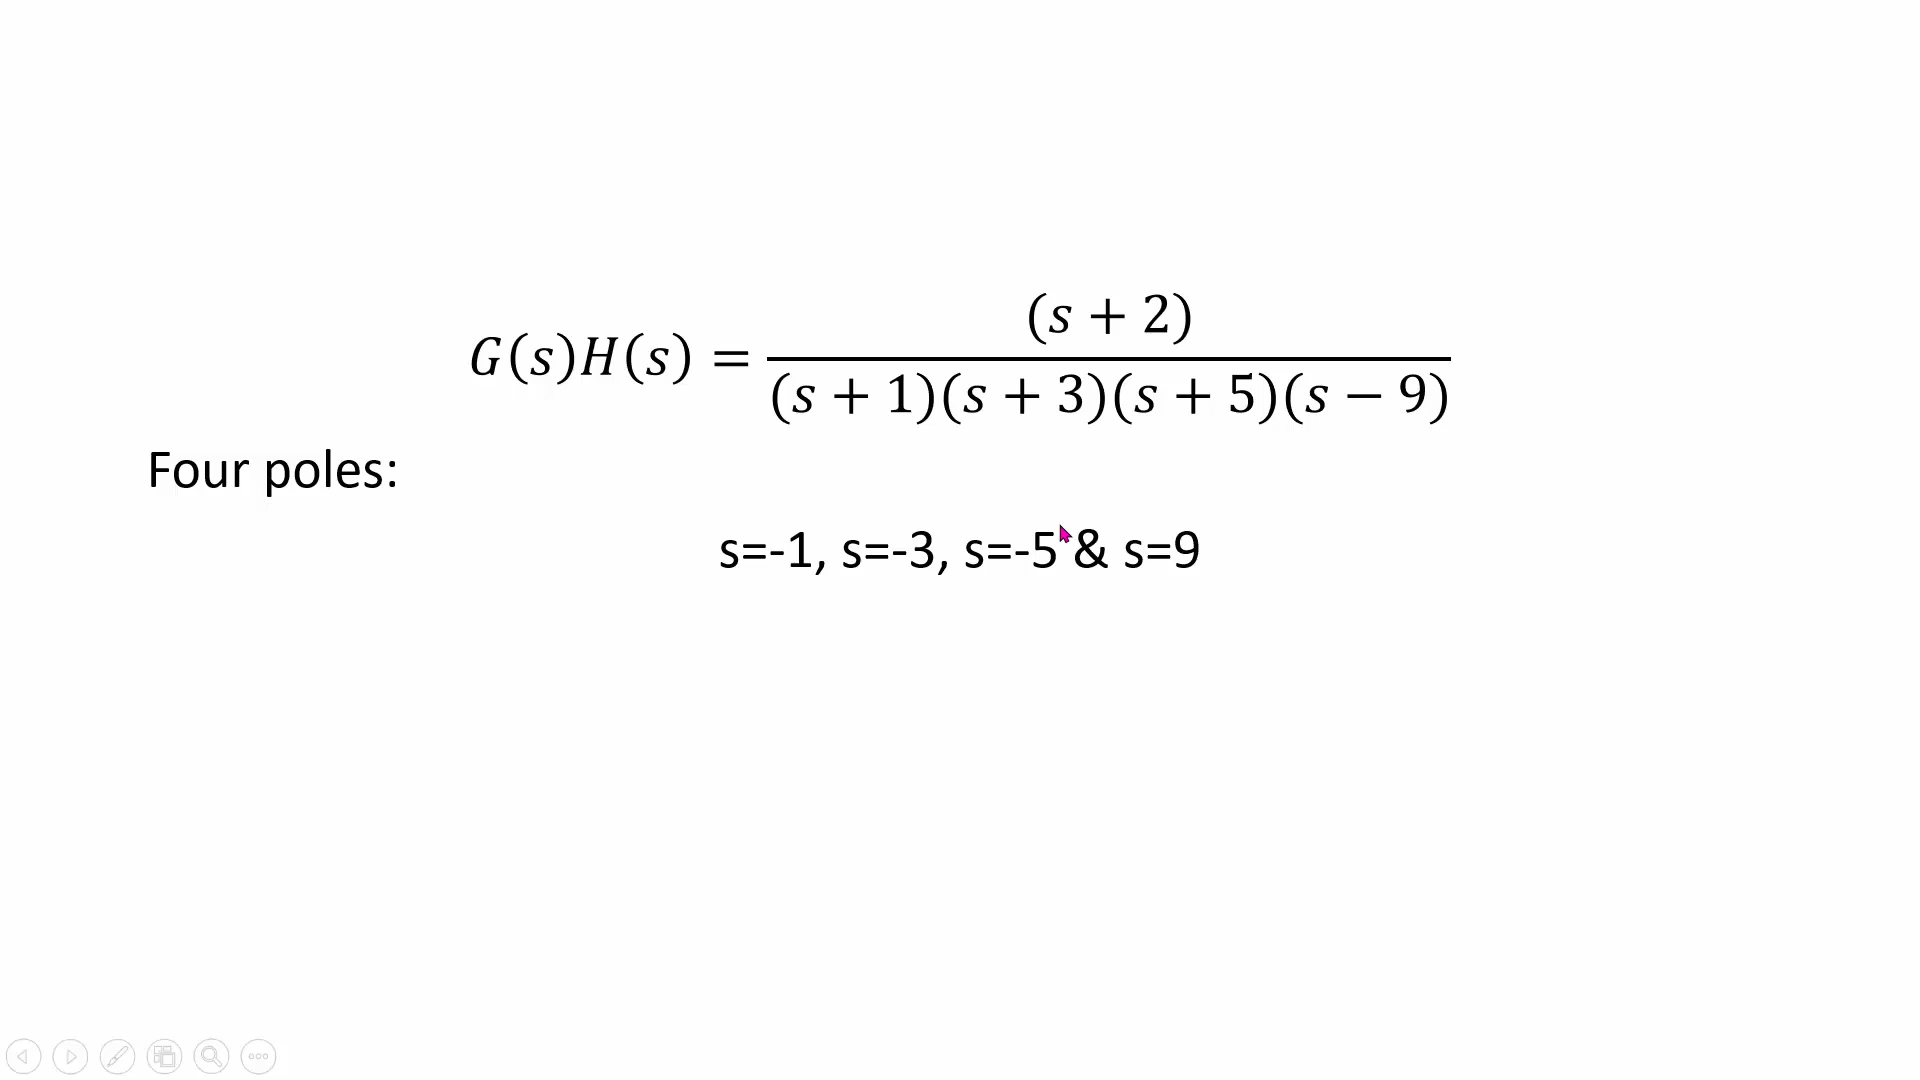 G(s)H(s) = (s + 2) / (s + 1)(s + 3)(s + 5)(s − 9)
Four poles:
s=-1, s=-3, s=-5 & s=9